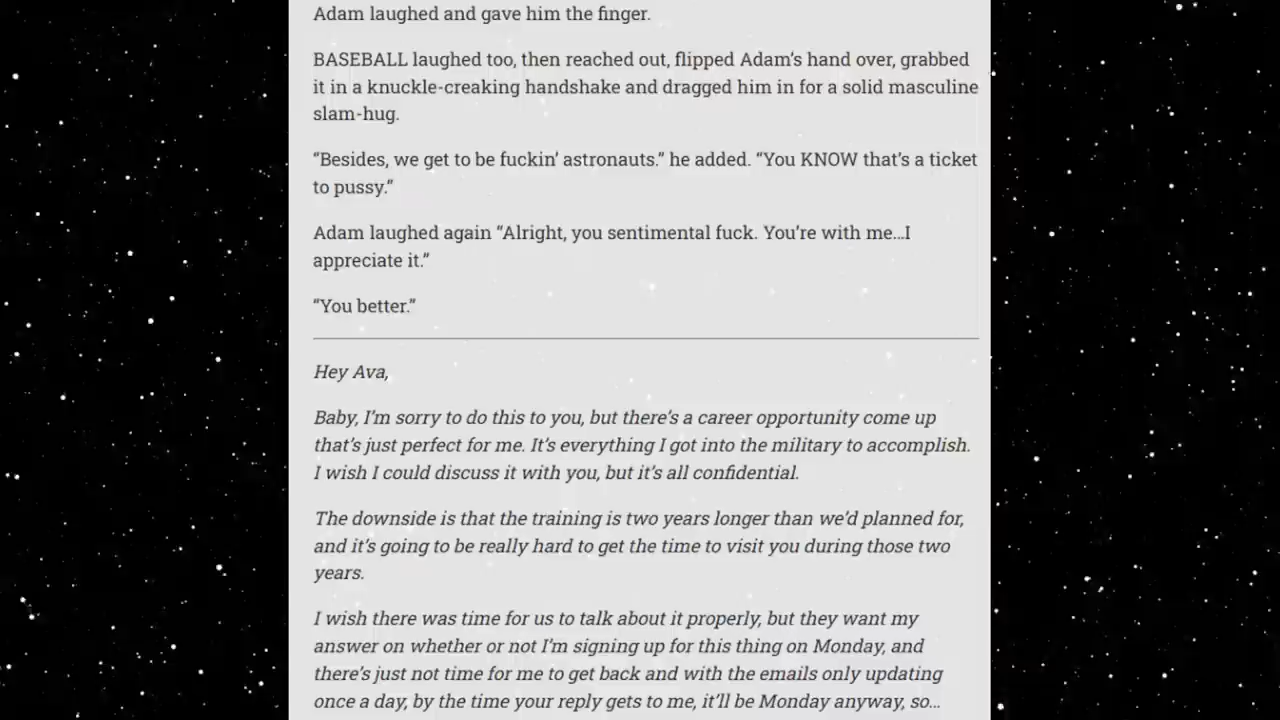 Adam laughed and gave him the finger.
BASEBALL laughed too, then reached out, flipped Adam’s hand over, grabbed
it in a knuckle-creaking handshake and dragged him in for a solid masculine
slam-hug.
“Besides, we get to be fuckin’ astronauts.” he added. “You KNOW that’s a ticket
to pussy.”
Adam laughed again “Alright, you sentimental fuck. You’re with me…I
appreciate it.”
“You better.”
Hey Ava,
Baby, I’m sorry to do this to you, but there’s a career opportunity come up
that’s just perfect for me. It’s everything I got into the military to accomplish.
I wish I could discuss it with you, but it’s all confidential.
The downside is that the training is two years longer than we’d planned for,
and it’s going to be really hard to get the time to visit you during those two
years.
I wish there was time for us to talk about it properly, but they want my
answer on whether or not I’m signing up for this thing on Monday, and
there’s just not time for me to get back and with the emails only updating
once a day, by the time your reply gets to me, it’ll be Monday anyway, so…